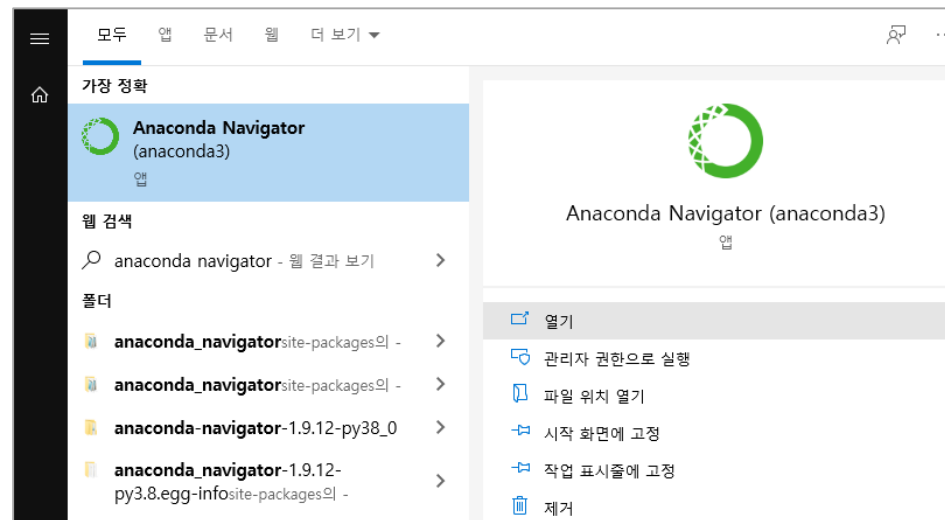 모두 앱 문서 웹 더 보기
가장 정확
Anaconda Navigator
(anaconda3)
앱
웹 검색
anaconda navigator - 웹 결과 보기
폴더
anaconda_navigatorsite-packages의 -
anaconda_navigatorsite-packages의 -
anaconda-navigator-1.9.12-py38_0
anaconda_navigator-1.9.12-
py3.8.egg-infosite-packages의 -
Anaconda Navigator (anaconda3)
앱
열기
관리자 권한으로 실행
파일 위치 열기
시작 화면에 고정
작업 표시줄에 고정
제거